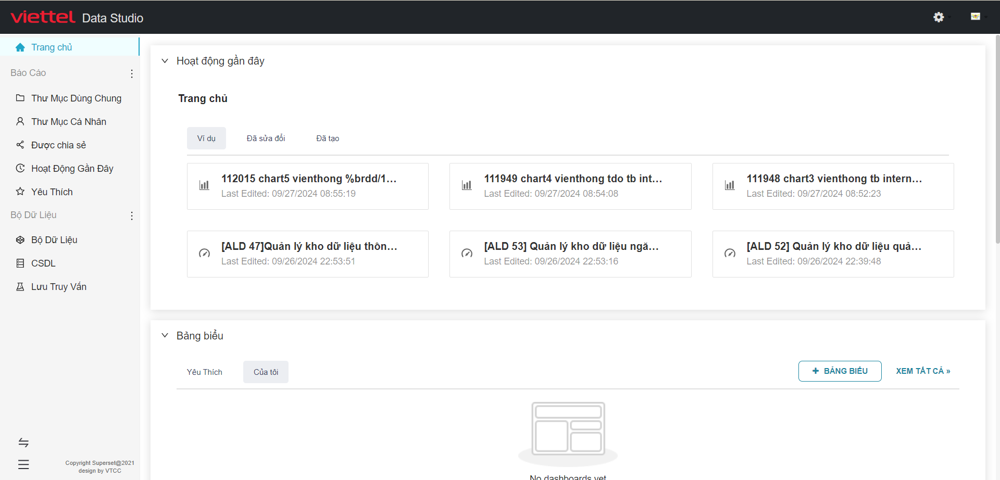 viettel Data Studio
Trang chủ
Báo Cáo
Thư Mục Dùng Chung
Thư Mục Cá Nhân
Được chia sẻ
Hoạt Động Gần Đây
Yêu Thích
Bộ Dữ Liệu
Bộ Dữ Liệu
CSDL
Lưu Truy Vấn
Copyright Superset@2021
design by VTCC
Hoạt động gần đây
Trang chủ
Ví dụ Đã sửa đổi Đã tạo
112015 chart5 vienthong %brdd/1...
Last Edited: 09/27/2024 08:55:19
111949 chart4 vienthong tdo tb int...
Last Edited: 09/27/2024 08:54:08
111948 chart3 vienthong tb intern...
Last Edited: 09/27/2024 08:52:23
[ALD 47]Quản lý kho dữ liệu thôn...
Last Edited: 09/26/2024 22:53:51
[ALD 53] Quản lý kho dữ liệu ngă...
Last Edited: 09/26/2024 22:53:16
[ALD 52] Quản lý kho dữ liệu quả...
Last Edited: 09/26/2024 22:39:48
Bảng biểu
Yêu Thích Của tôi + BẢNG BIỂU XEM TẤT CẢ »
No dashboards yet